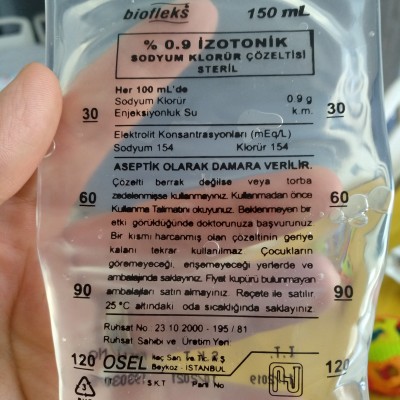 biofleks 150 mL
% 0.9 İZOTONİK
SODYUM KLORÜR ÇÖZELTİSİ
STERİL
Her 100 mL'de
Sodyum Klorür 0.9 g
Enjeksiyonluk Su k.m.
30 30
Elektrolit Konsantrasyonları (mEq/L)
Sodyum 154 Klorür 154
ASEPTİK OLARAK DAMARA VERİLİR.
Çözelti berrak değilse veya torba
zedelenmişse kullanmayınız. Kullanmadan önce
Kullanma Talimatını okuyunuz. Beklenmeyen bir
etki görüldüğünde doktorunuza başvurunuz
Bir kısmı harcanmış olan çözeltinin geriye
kalanı tekrar kullanılmaz Çocukların
göremeyeceği, erişemeyeceği yerlerde ve
ambalajında saklayınız. Fiyat kupürü bulunmayan
ambalajları satın almayınız. Reçete ile satılır.
25 °C altındaki oda sıcaklığında saklayınız.
60 60
90 90
Ruhsat No 23 10 2000 - 195 / 81
Ruhsat Sahibi ve Üretim Yeri
120 OSEL İlaç San. ve Tic. A.Ş. 120
Beykoz - İSTANBUL
S.K.T Parti No